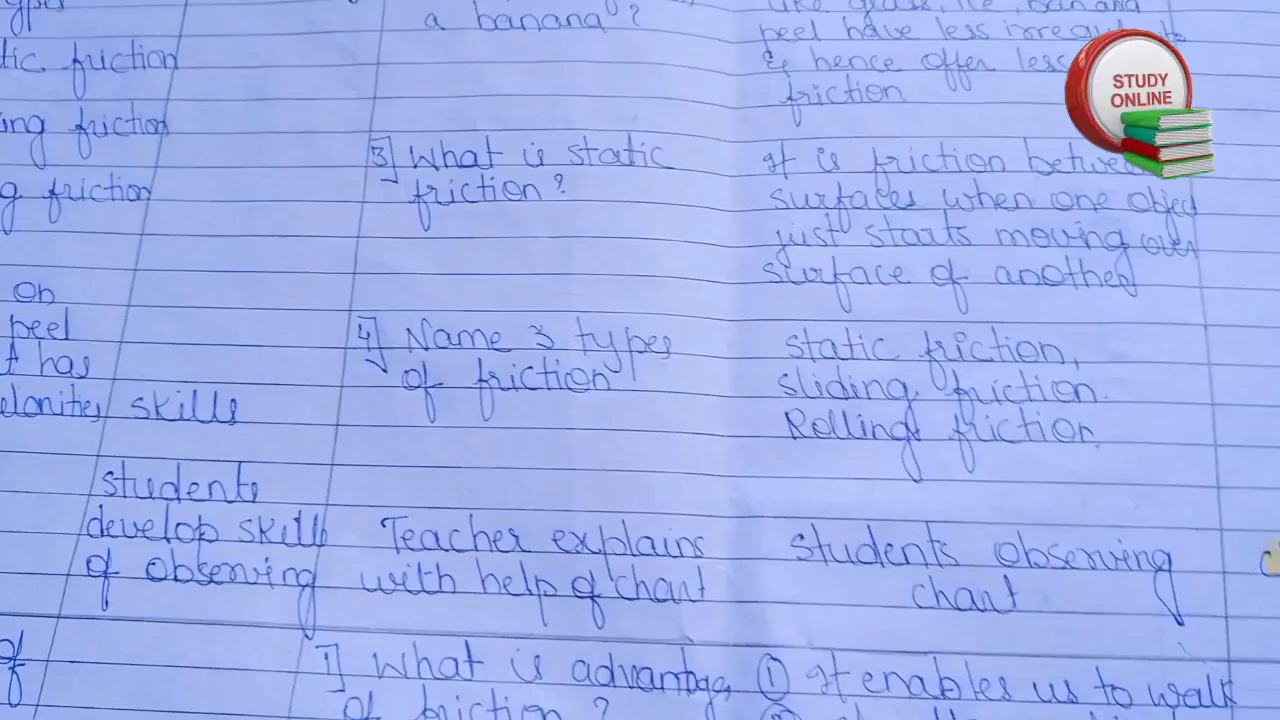 tic friction
ing friction
g friction
on
peel
t has
skills
students
develop skills
of observing
of
a banana?
3] What is static
friction?
4] Name 3 types
of friction
Teacher explains
with help of chart
1] What is advantage
of friction?
peel have less
& hence offer less
friction
It is friction between
surfaces when one object
just starts moving over
surface of another
static friction,
sliding friction.
Rolling friction.
students observing
chart
① It enables us to walk
STUDY
ONLINE